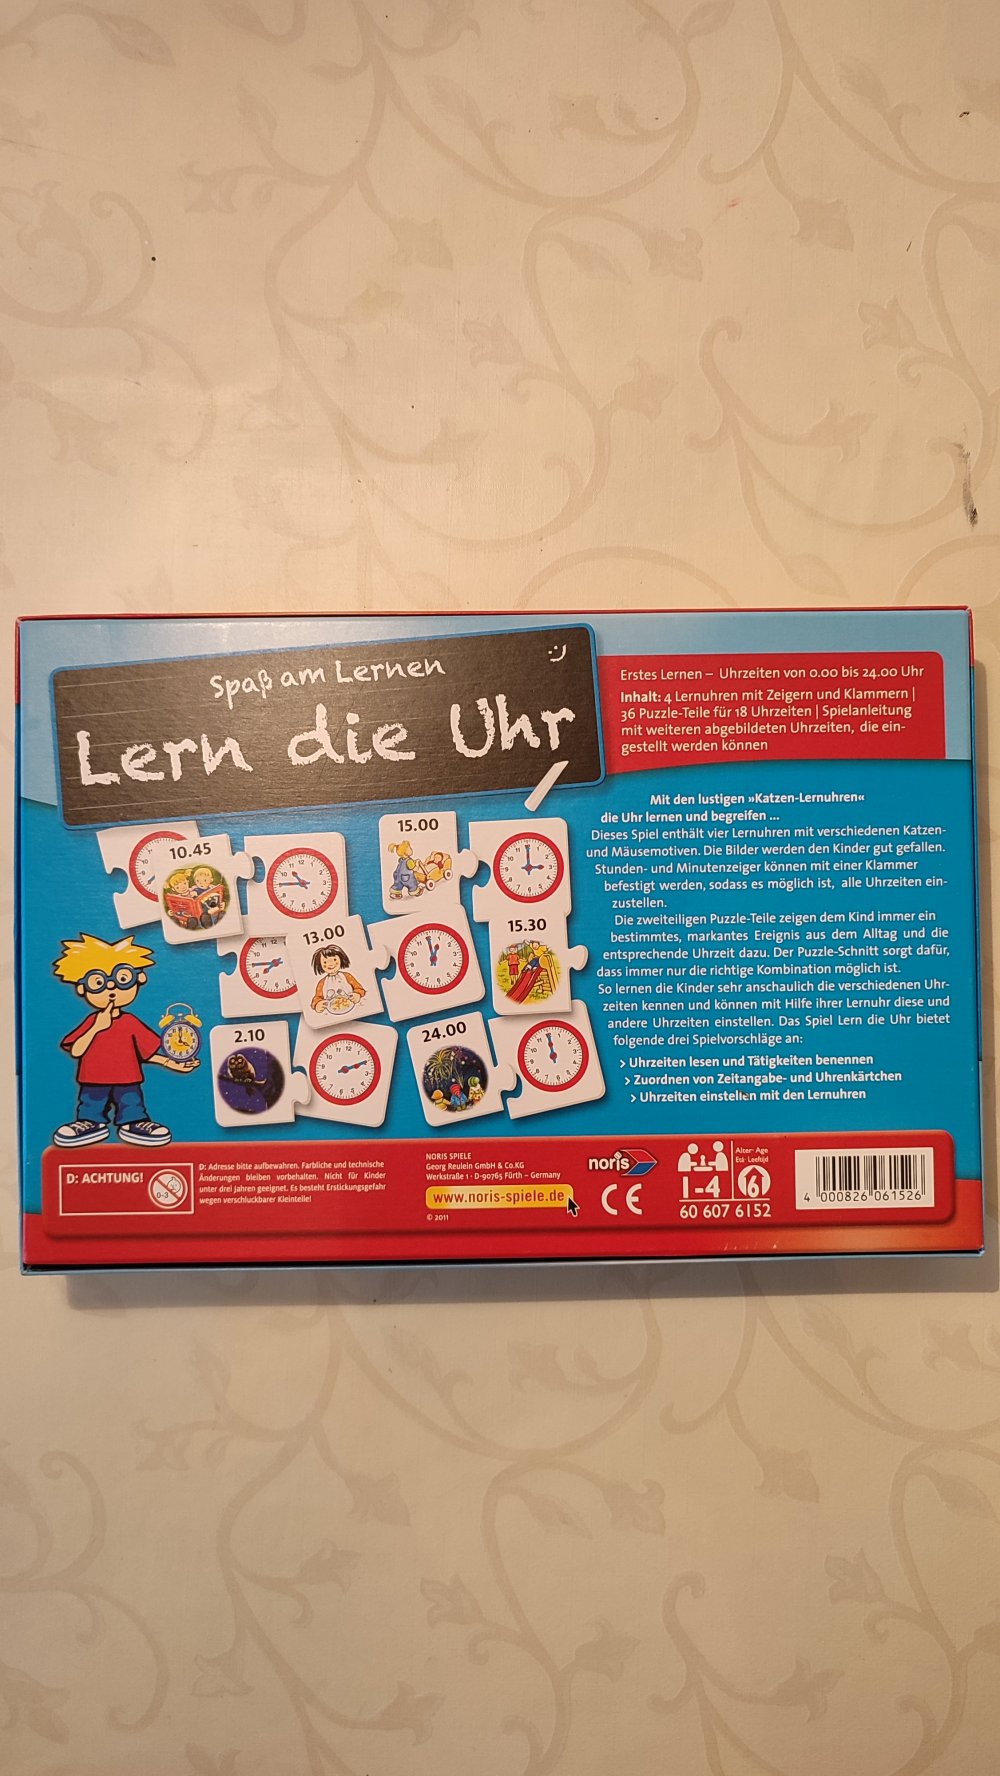 Spaß am Lernen
Lern die Uhr
Erstes Lernen – Uhrzeiten von 0.00 bis 24.00 Uhr
Inhalt: 4 Lernuhren mit Zeigern und Klammern |
36 Puzzle-Teile für 18 Uhrzeiten | Spielanleitung
mit weiteren abgebildeten Uhrzeiten, die ein-
gestellt werden können
Mit den lustigen »Katzen-Lernuhren«
die Uhr lernen und begreifen ...
Dieses Spiel enthält vier Lernuhren mit verschiedenen Katzen-
und Mäusemotiven. Die Bilder werden den Kinder gut gefallen.
Stunden- und Minutenzeiger können mit einer Klammer
befestigt werden, sodass es möglich ist, alle Uhrzeiten ein-
zustellen.
Die zweiteiligen Puzzle-Teile zeigen dem Kind immer ein
bestimmtes, markantes Ereignis aus dem Alltag und die
entsprechende Uhrzeit dazu. Der Puzzle-Schnitt sorgt dafür,
dass immer nur die richtige Kombination möglich ist.
So lernen die Kinder sehr anschaulich die verschiedenen Uhr-
zeiten kennen und können mit Hilfe ihrer Lernuhr diese und
andere Uhrzeiten einstellen. Das Spiel Lern die Uhr bietet
folgende drei Spielvorschläge an:
> Uhrzeiten lesen und Tätigkeiten benennen
> Zuordnen von Zeitangabe- und Uhrenkärtchen
> Uhrzeiten einstellen mit den Lernuhren
10.45
15.00
13.00
15.30
2.10
24.00
D: ACHTUNG!
0-3
D: Adresse bitte aufbewahren. Farbliche und technische
Änderungen bleiben vorbehalten. Nicht für Kinder
unter drei Jahren geeignet. Es besteht Erstickungsgefahr
wegen verschluckbarer Kleinteile!
NORIS SPIELE
Georg Reulein GmbH & Co.KG
Werkstraße 1 · D-90765 Fürth – Germany
www.noris-spiele.de
© 2011
noris
CE
1-4
Alter· Age
Età· Leeftijd
6
60 607 6152
4 000826 061526